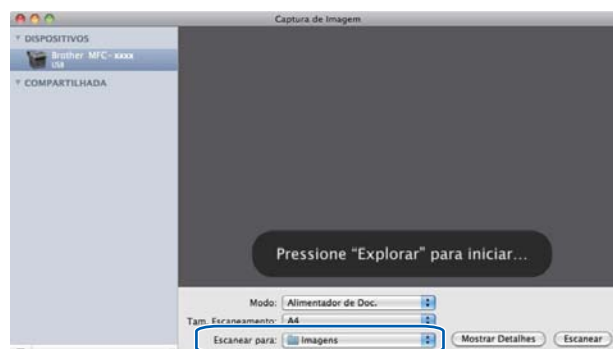 Captura de Imagem
DISPOSITIVOS
Brother MFC-xxxx
USB
COMPARTILHADA
Pressione “Explorar” para iniciar...
Modo: Alimentador de Doc.
Tam. Escaneamento: A4
Escanear para: Imagens
Mostrar Detalhes
Escanear